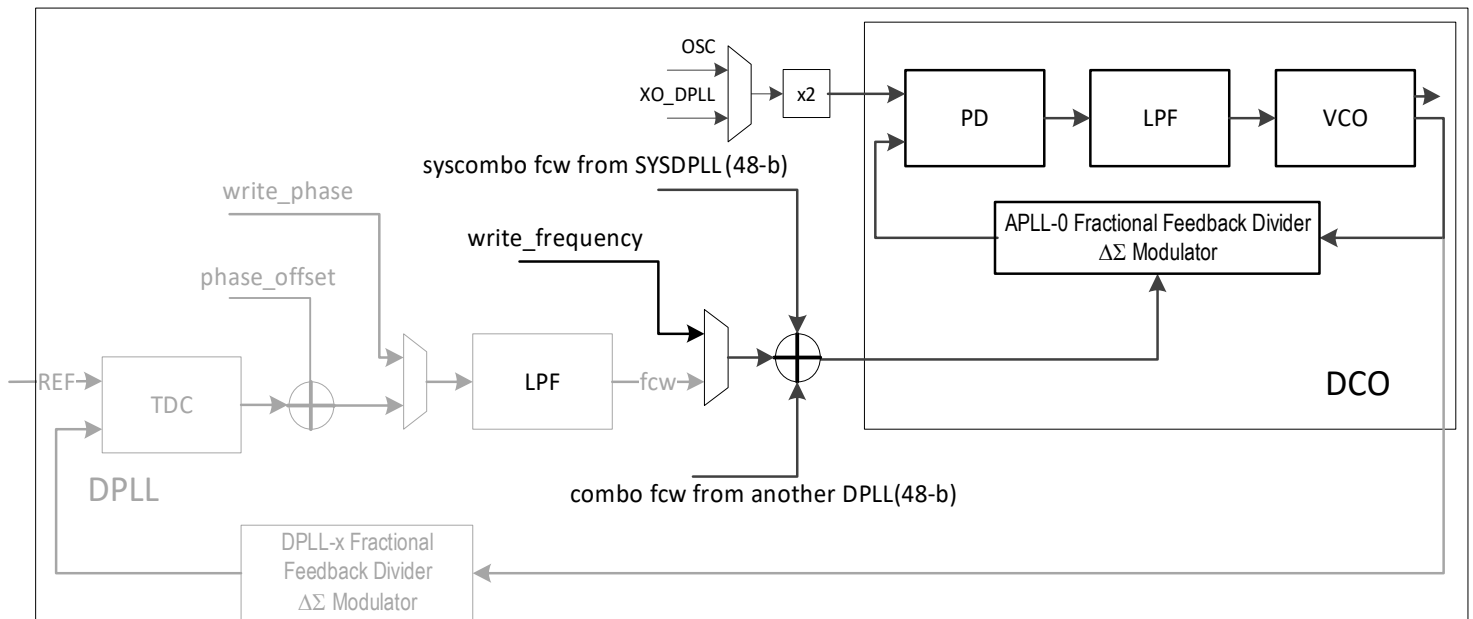 OSC
XO_DPLL
x2
PD
LPF
VCO
syscombo fcw from SYSDPLL (48-b)
write_phase
write_frequency
APLL-0 Fractional Feedback Divider
ΔΣ Modulator
phase_offset
REF
TDC
LPF
fcw
DCO
DPLL
combo fcw from another DPLL(48-b)
DPLL-x Fractional
Feedback Divider
ΔΣ Modulator